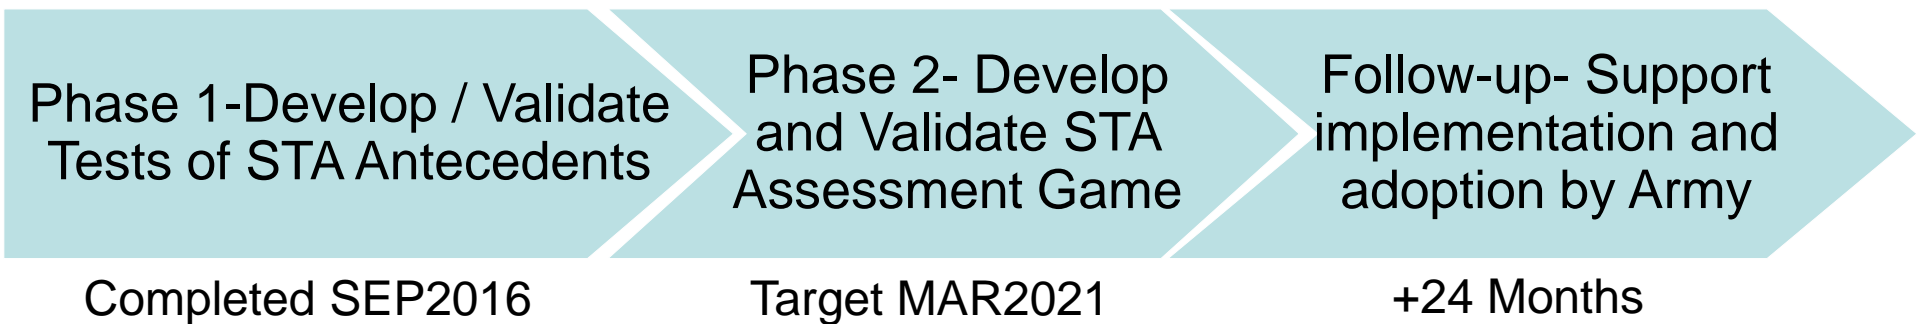 Phase 1-Develop / Validate
Tests of STA Antecedents
Phase 2- Develop
and Validate STA
Assessment Game
Follow-up- Support
implementation and
adoption by Army
Completed SEP2016
Target MAR2021
+24 Months